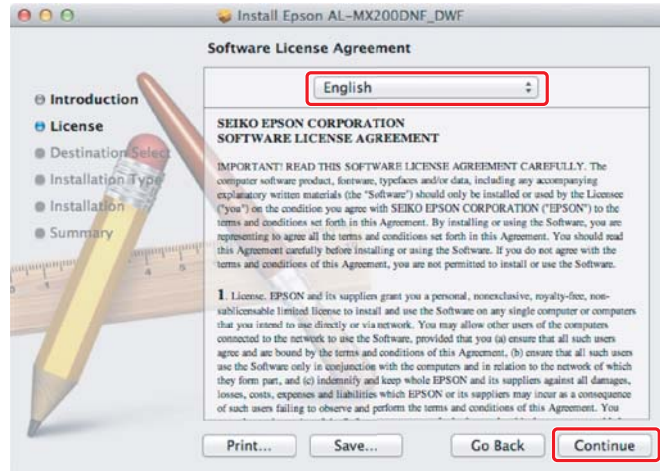 Install Epson AL-MX200DNF_DWF
Software License Agreement
Introduction
License
Destination Select
Installation Type
Installation
Summary
English
SEIKO EPSON CORPORATION
SOFTWARE LICENSE AGREEMENT
IMPORTANT! READ THIS SOFTWARE LICENSE AGREEMENT CAREFULLY. The
computer software product, fontware, typefaces and/or data, including any accompanying
explanatory written materials (the "Software") should only be installed or used by the Licensee
("you") on the condition you agree with SEIKO EPSON CORPORATION ("EPSON") to the
terms and conditions set forth in this Agreement. By installing or using the Software, you are
representing to agree all the terms and conditions set forth in this Agreement. You should read
this Agreement carefully before installing or using the Software. If you do not agree with the
terms and conditions of this Agreement, you are not permitted to install or use the Software.
1. License. EPSON and its suppliers grant you a personal, nonexclusive, royalty-free, non-
sublicensable limited license to install and use the Software on any single computer or computers
that you intend to use directly or via network. You may allow other users of the computers
connected to the network to use the Software, provided that you (a) ensure that all such users
agree and are bound by the terms and conditions of this Agreement, (b) ensure that all such users
use the Software only in conjunction with the computers and in relation to the network of which
they form part, and (c) indemnify and keep whole EPSON and its suppliers against all damages,
losses, costs, expenses and liabilities which EPSON or its suppliers may incur as a consequence
of such users failing to observe and perform the terms and conditions of this Agreement. You
Print...
Save...
Go Back
Continue
4
5